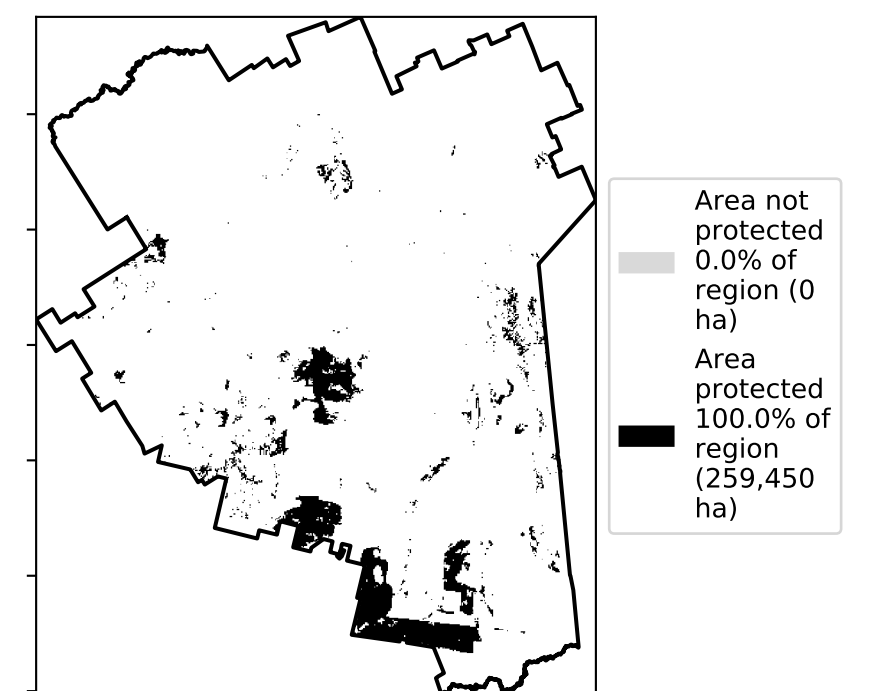 Area not
protected
0.0% of
region (0
ha)
Area
protected
100.0% of
region
(259,450
ha)